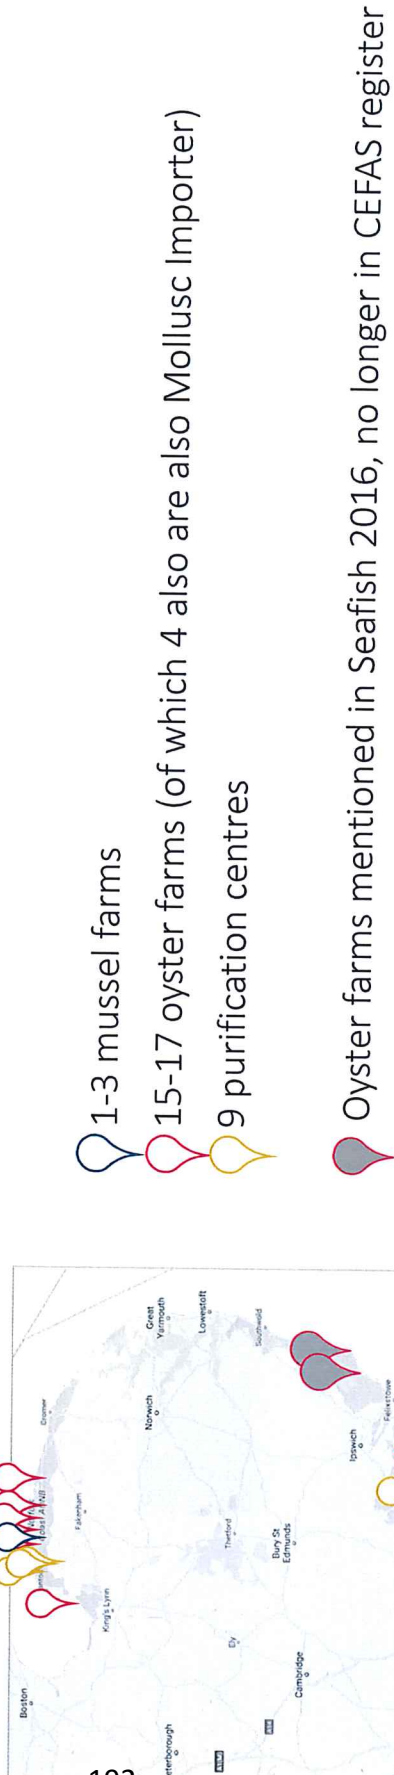 1-3 mussel farms
15-17 oyster farms (of which 4 also are also Mollusc Importer)
9 purification centres
Oyster farms mentioned in Seafish 2016, no longer in CEFAS register
Boston
Cromer
Fakenham
King's Lynn
Norwich
Great
Yarmouth
Lowestoft
Southwold
Thetford
Ely
Bury St
Edmunds
Cambridge
Ipswich
Felixstowe